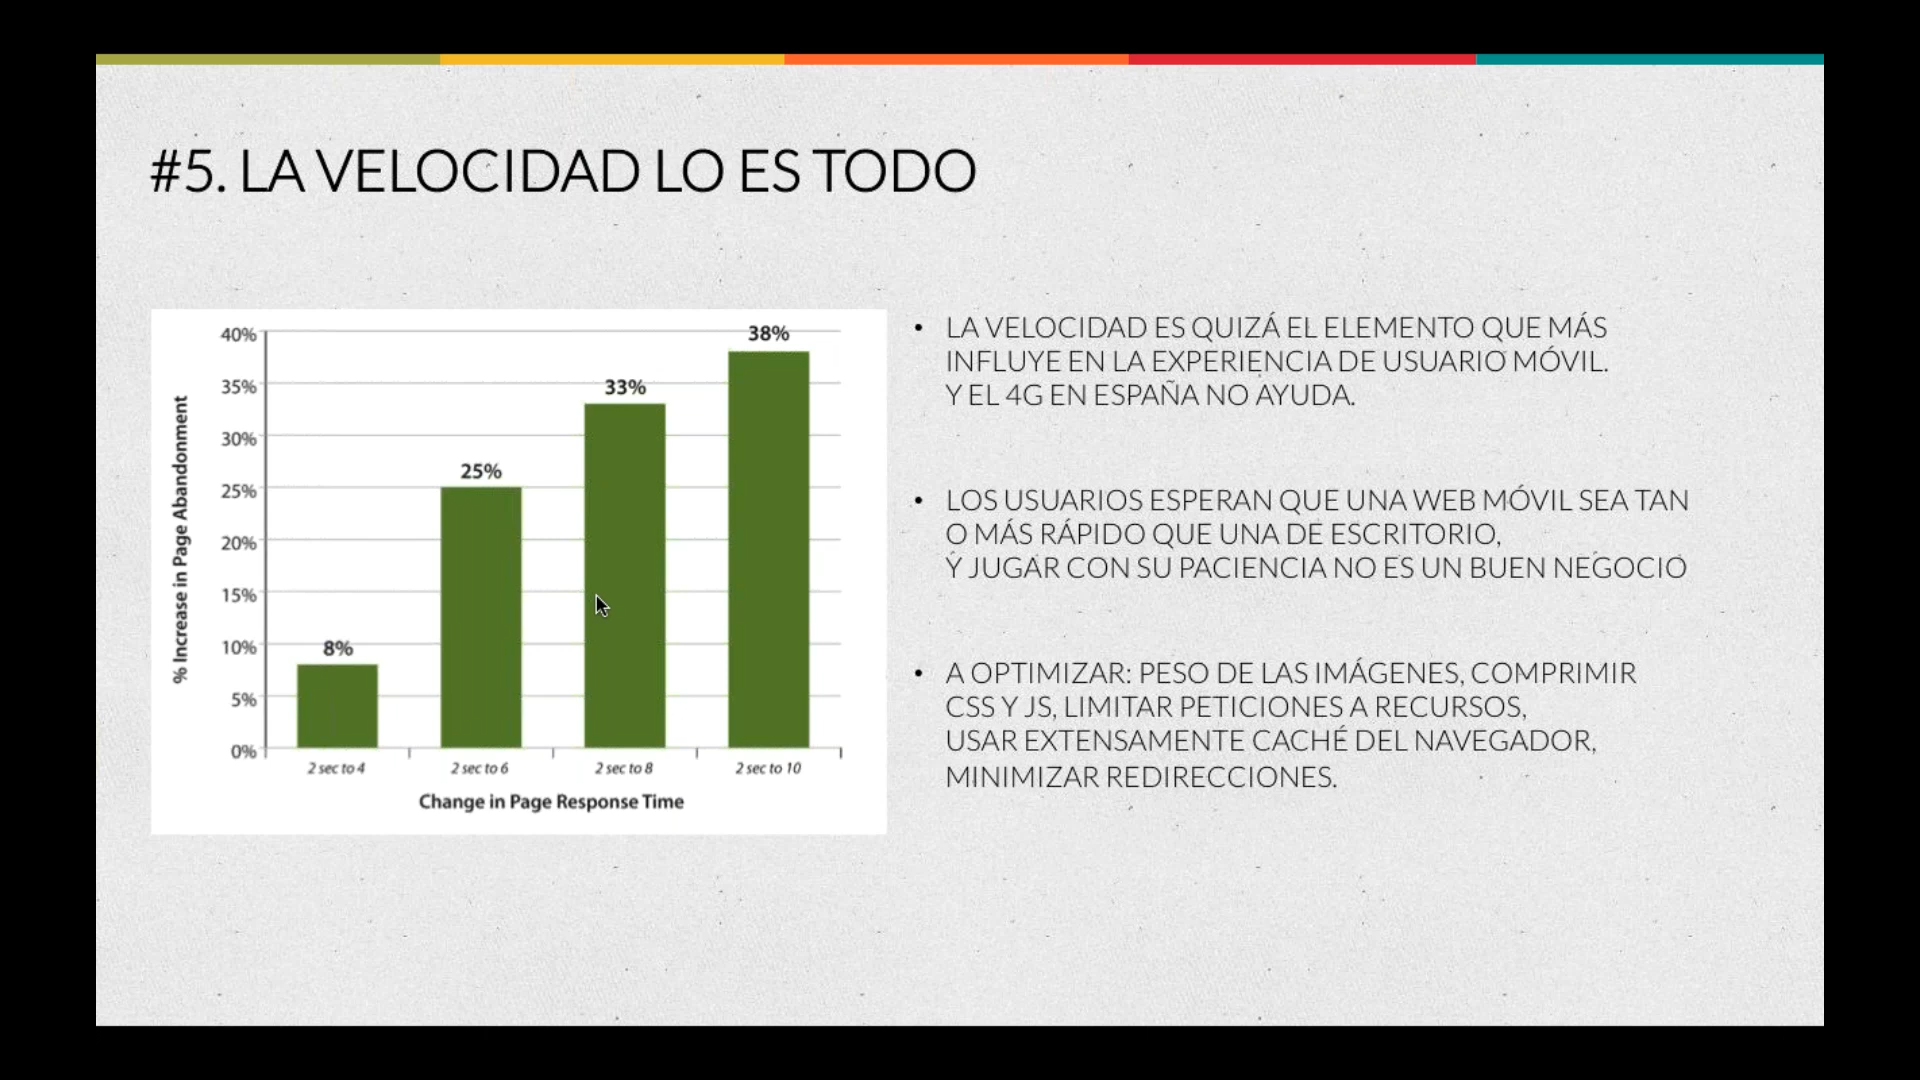 #5. LA VELOCIDAD LO ES TODO
% Increase in Page Abandonment
40%
35%
30%
25%
20%
15%
10%
5%
0%
8%
25%
33%
38%
2 sec to 4
2 sec to 6
2 sec to 8
2 sec to 10
Change in Page Response Time
• LA VELOCIDAD ES QUIZÁ EL ELEMENTO QUE MÁS
INFLUYE EN LA EXPERIENCIA DE USUARIO MÓVIL.
Y EL 4G EN ESPAÑA NO AYUDA.
• LOS USUARIOS ESPERAN QUE UNA WEB MÓVIL SEA TAN
O MÁS RÁPIDO QUE UNA DE ESCRITORIO,
Y JUGAR CON SU PACIENCIA NO ES UN BUEN NEGOCIO
• A OPTIMIZAR: PESO DE LAS IMÁGENES, COMPRIMIR
CSS Y JS, LIMITAR PETICIONES A RECURSOS,
USAR EXTENSAMENTE CACHÉ DEL NAVEGADOR,
MINIMIZAR REDIRECCIONES.